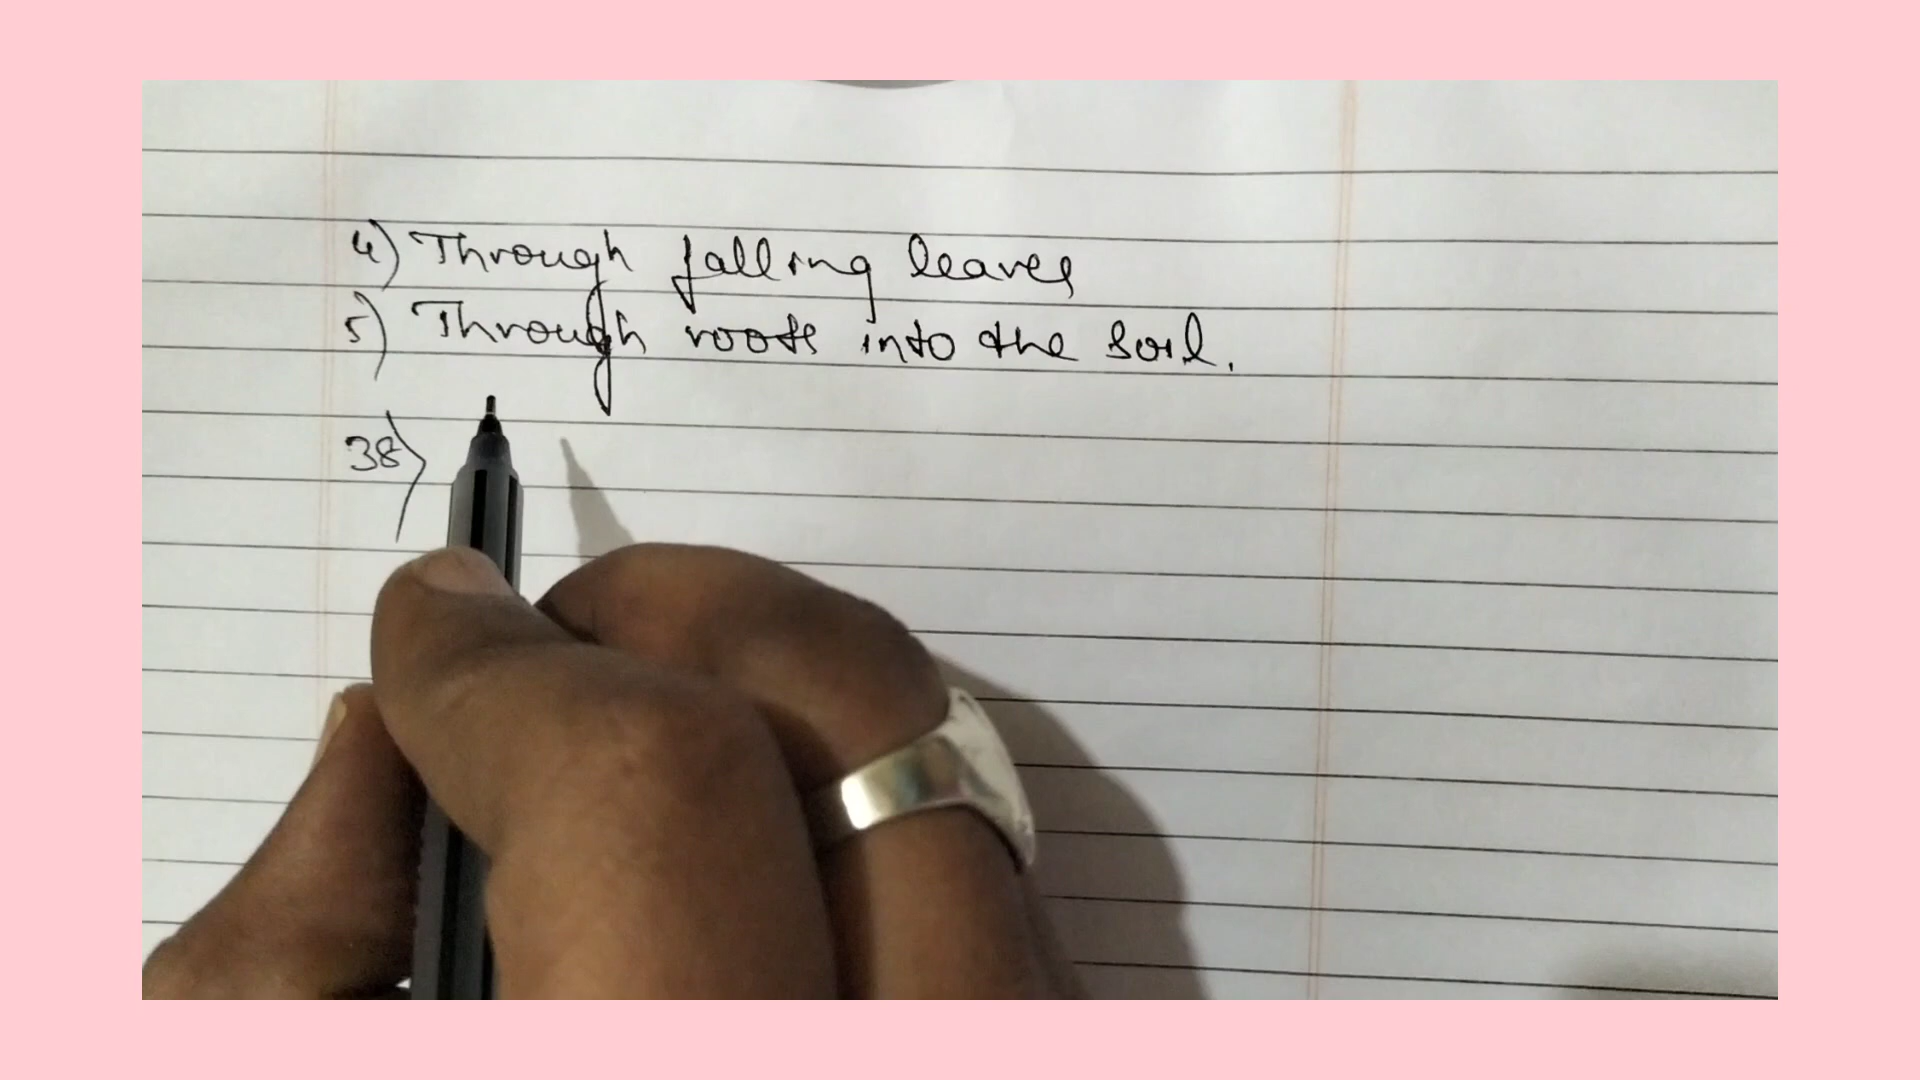 4) Through falling leaves
5) Through roots into the soil.
38)